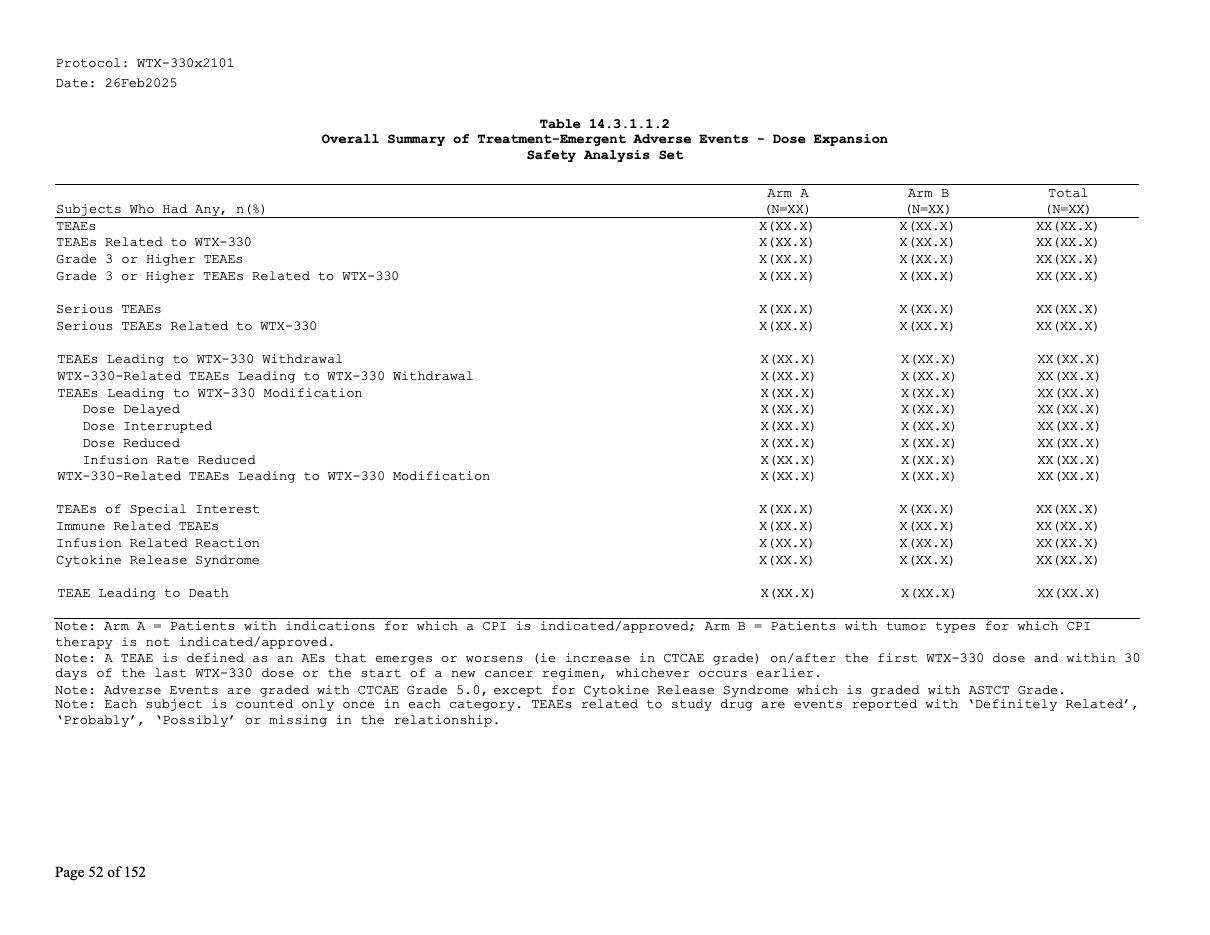 Protocol: WTX-330x2101
Date: 26Feb2025
Table 14.3.1.1.2
Overall Summary of Treatment-Emergent Adverse Events - Dose Expansion
Safety Analysis Set
Arm A Arm B Total
Subjects Who Had Any, n(%) (N=XX) (N=XX) (N=XX)
TEAEs X(XX.X) X(XX.X) XX(XX.X)
TEAEs Related to WTX-330 X(XX.X) X(XX.X) XX(XX.X)
Grade 3 or Higher TEAEs X(XX.X) X(XX.X) XX(XX.X)
Grade 3 or Higher TEAEs Related to WTX-330 X(XX.X) X(XX.X) XX(XX.X)
Serious TEAEs X(XX.X) X(XX.X) XX(XX.X)
Serious TEAEs Related to WTX-330 X(XX.X) X(XX.X) XX(XX.X)
TEAEs Leading to WTX-330 Withdrawal X(XX.X) X(XX.X) XX(XX.X)
WTX-330-Related TEAEs Leading to WTX-330 Withdrawal X(XX.X) X(XX.X) XX(XX.X)
TEAEs Leading to WTX-330 Modification X(XX.X) X(XX.X) XX(XX.X)
Dose Delayed X(XX.X) X(XX.X) XX(XX.X)
Dose Interrupted X(XX.X) X(XX.X) XX(XX.X)
Dose Reduced X(XX.X) X(XX.X) XX(XX.X)
Infusion Rate Reduced X(XX.X) X(XX.X) XX(XX.X)
WTX-330-Related TEAEs Leading to WTX-330 Modification X(XX.X) X(XX.X) XX(XX.X)
TEAEs of Special Interest X(XX.X) X(XX.X) XX(XX.X)
Immune Related TEAEs X(XX.X) X(XX.X) XX(XX.X)
Infusion Related Reaction X(XX.X) X(XX.X) XX(XX.X)
Cytokine Release Syndrome X(XX.X) X(XX.X) XX(XX.X)
TEAE Leading to Death X(XX.X) X(XX.X) XX(XX.X)
Note: Arm A = Patients with indications for which a CPI is indicated/approved; Arm B = Patients with tumor types for which CPI
therapy is not indicated/approved.
Note: A TEAE is defined as an AEs that emerges or worsens (ie increase in CTCAE grade) on/after the first WTX-330 dose and within 30
days of the last WTX-330 dose or the start of a new cancer regimen, whichever occurs earlier.
Note: Adverse Events are graded with CTCAE Grade 5.0, except for Cytokine Release Syndrome which is graded with ASTCT Grade.
Note: Each subject is counted only once in each category. TEAEs related to study drug are events reported with ‘Definitely Related’,
‘Probably’, ‘Possibly’ or missing in the relationship.
Page 52 of 152